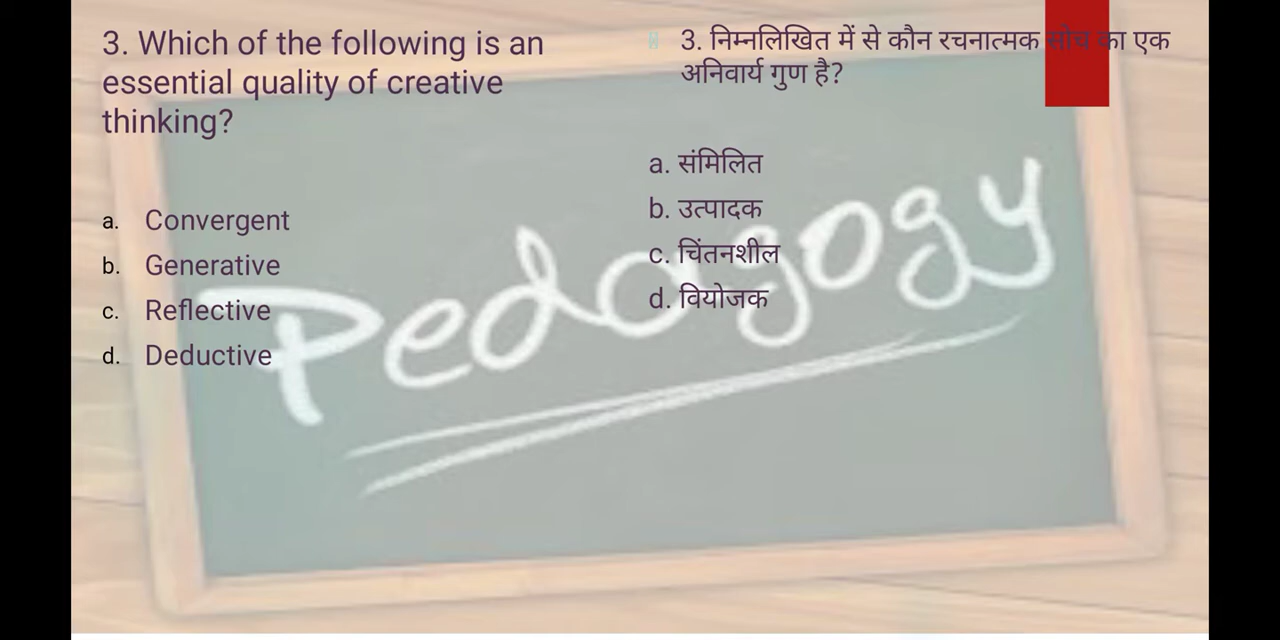 3. Which of the following is an
essential quality of creative
thinking?
a. Convergent
b. Generative
c. Reflective
d. Deductive
3. निम्नलिखित में से कौन रचनात्मक सोच का एक
अनिवार्य गुण है?
a. संमिलित
b. उत्पादक
c. चिंतनशील
d. वियोजक
Pedagogy